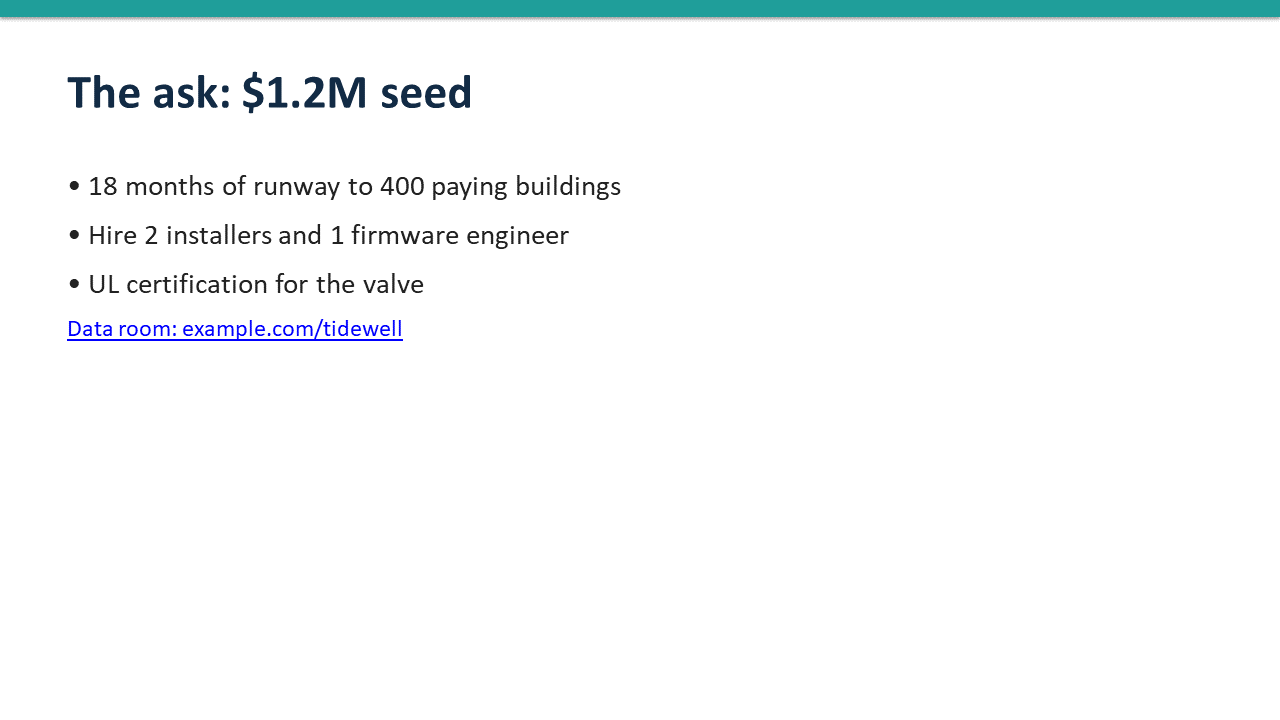 The ask: $1.2M seed
• 18 months of runway to 400 paying buildings
• Hire 2 installers and 1 firmware engineer
• UL certification for the valve
Data room: example.com/tidewell